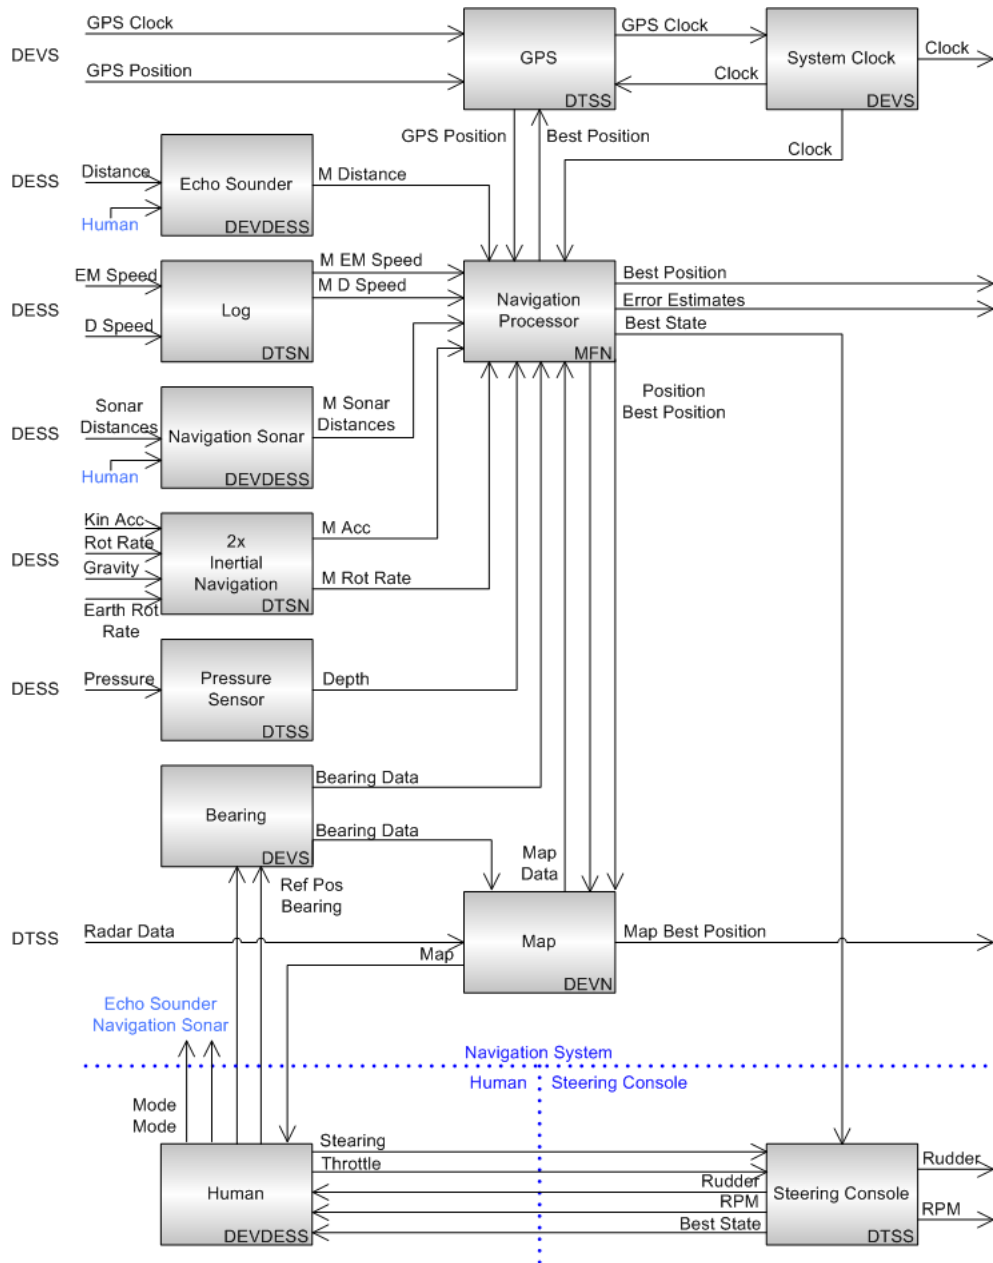 GPS Clock
DEVS
GPS Position
GPS
DTSS
GPS Clock
Clock
System Clock
DEVS
Clock
GPS Position
Best Position
Clock
DESS
Distance
Human
Echo Sounder
DEVDESS
M Distance
DESS
EM Speed
D Speed
Log
DTSN
M EM Speed
M D Speed
Navigation
Processor
MFN
Best Position
Error Estimates
Best State
Position
Best Position
DESS
Sonar
Distances
Human
Navigation Sonar
DEVDESS
M Sonar
Distances
DESS
Kin Acc
Rot Rate
Gravity
Earth Rot
Rate
2x
Inertial
Navigation
DTSN
M Acc
M Rot Rate
DESS
Pressure
Pressure
Sensor
DTSS
Depth
Bearing
DEVS
Bearing Data
Bearing Data
Ref Pos
Bearing
Map
Data
DTSS
Radar Data
Map
Map
DEVN
Map Best Position
Echo Sounder
Navigation Sonar
Navigation System
Human
Steering Console
Mode
Mode
Human
DEVDESS
Stearing
Throttle
Rudder
RPM
Best State
Steering Console
DTSS
Rudder
RPM